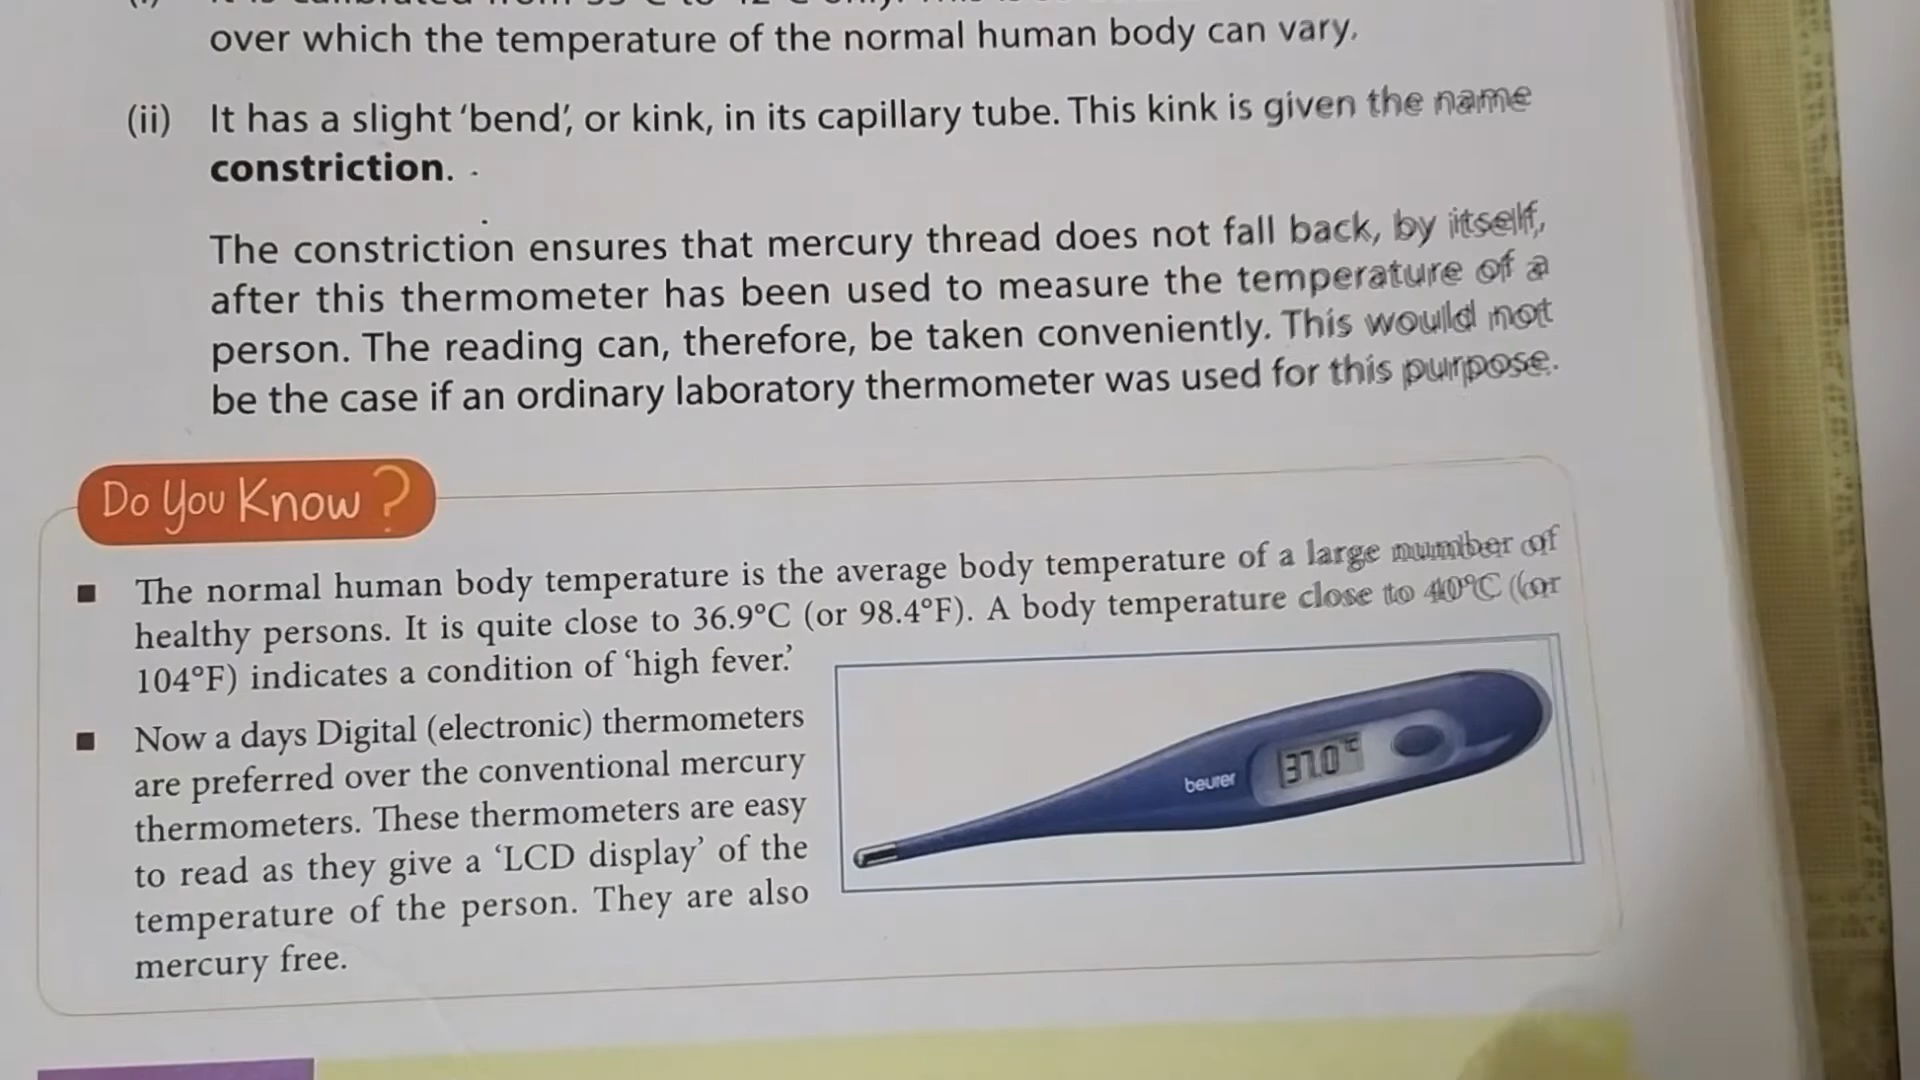 over which the temperature of the normal human body can vary.
(ii) It has a slight 'bend', or kink, in its capillary tube. This kink is given the name
constriction.
The constriction ensures that mercury thread does not fall back, by itself,
after this thermometer has been used to measure the temperature of a
person. The reading can, therefore, be taken conveniently. This would not
be the case if an ordinary laboratory thermometer was used for this purpose.
Do You Know?
■ The normal human body temperature is the average body temperature of a large number of
healthy persons. It is quite close to 36.9°C (or 98.4°F). A body temperature close to 40°C (or
104°F) indicates a condition of 'high fever.'
■ Now a days Digital (electronic) thermometers
are preferred over the conventional mercury
thermometers. These thermometers are easy
to read as they give a 'LCD display' of the
temperature of the person. They are also
mercury free.
beurer
37.0°C